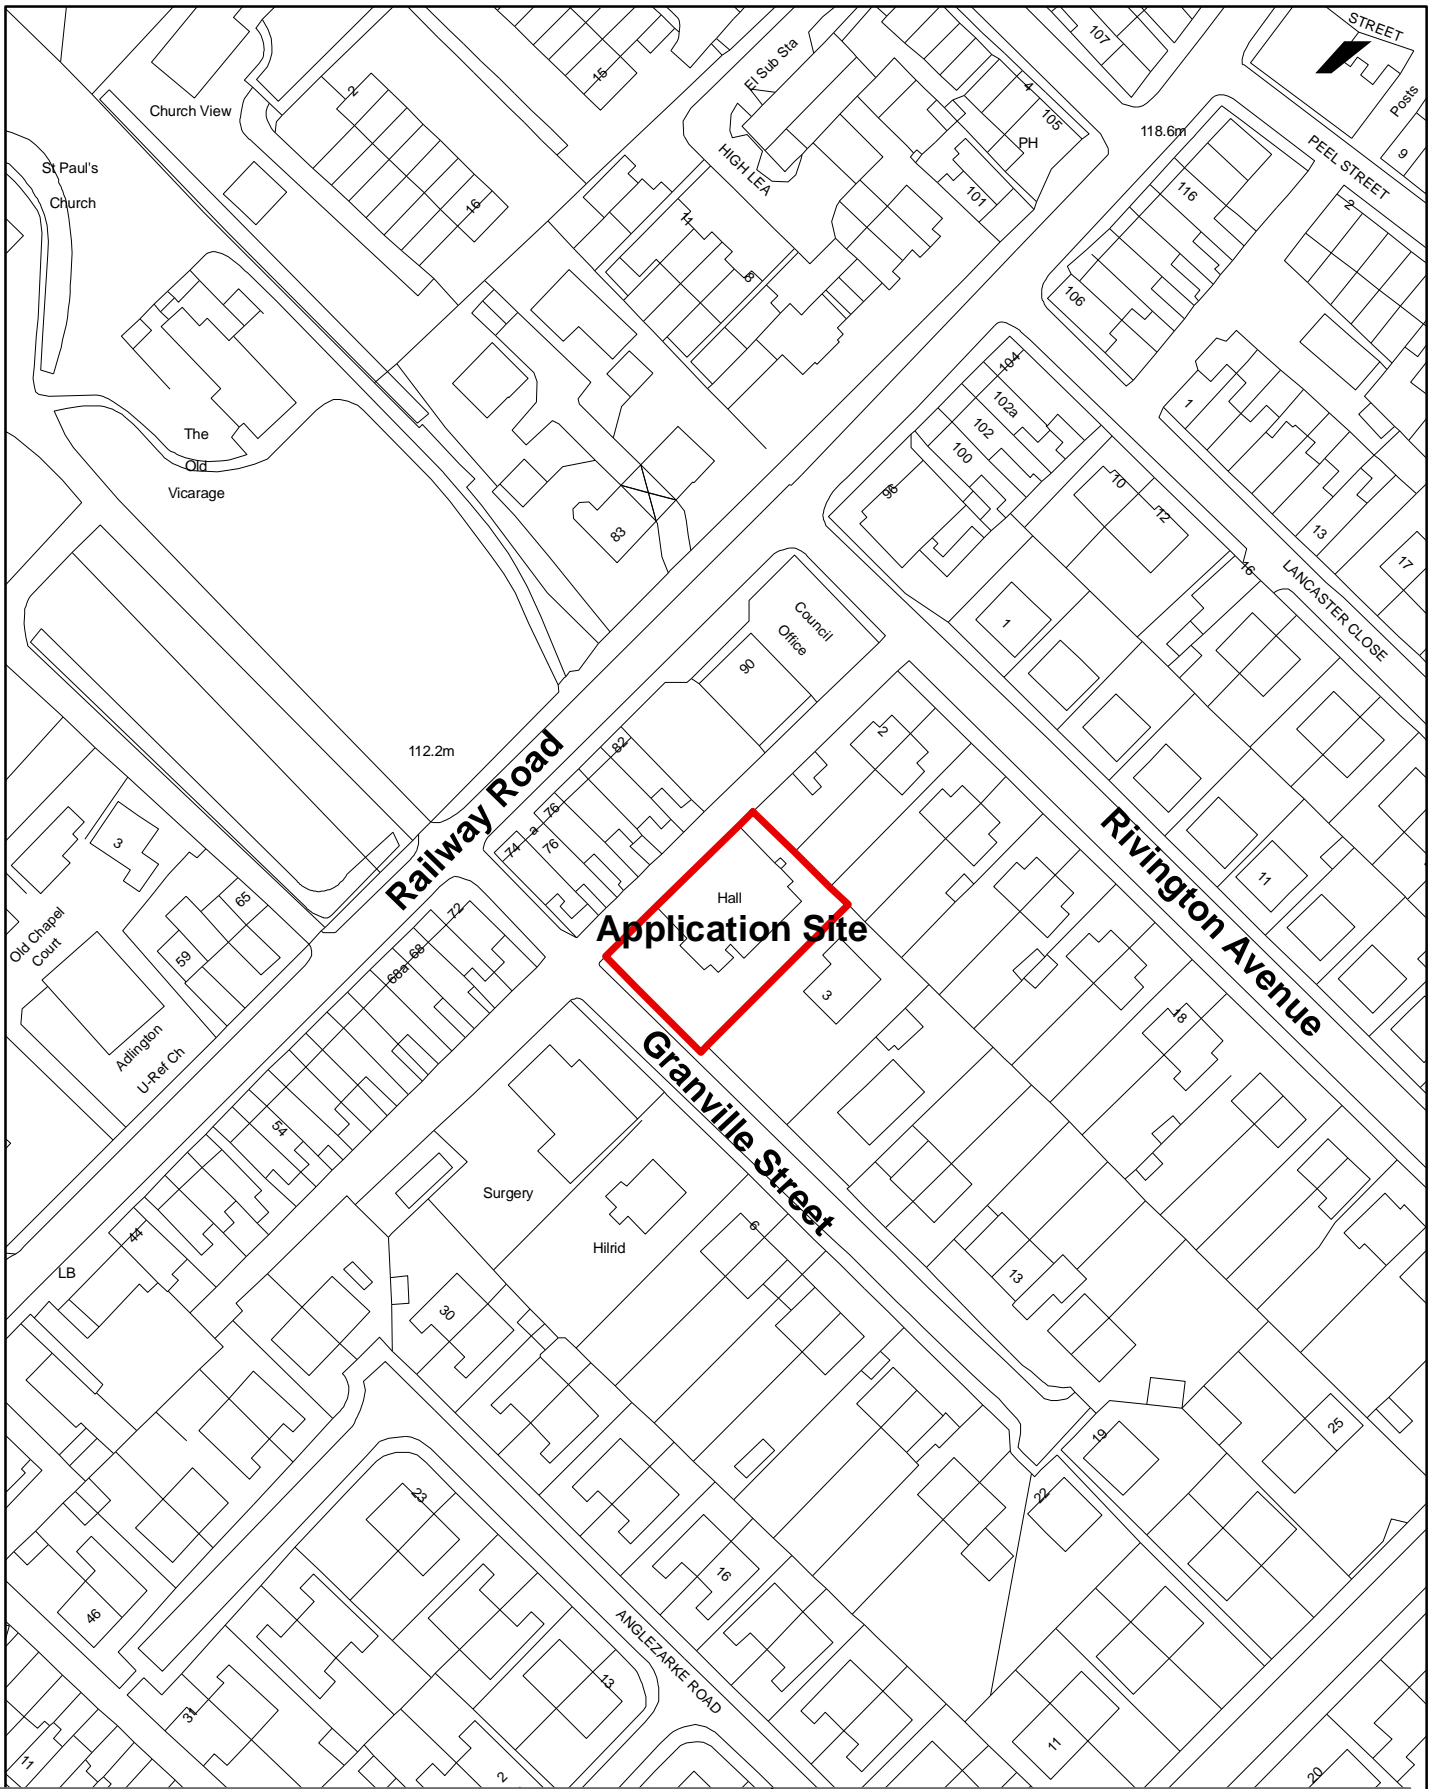 STREET
107
El Sub Sta
15
2
4
105
Posts
Church View
118.6m
PH
9
PEEL STREET
St Paul's
Church
HIGH LEA
101
116
2
16
11
8
106
104
102a
102
100
1
The
Old
Vicarage
96
10
12
83
13
17
16
LANCASTER CLOSE
Council
Office
1
90
2
82
112.2m
Railway Road
76
a
74
76
3
Rivington Avenue
11
65
72
Hall
Application Site
Old Chapel
Court
59
68
68a
3
18
Adlington
U-Ref Ch
Granville Street
54
Surgery
Hilrid
6
44
LB
13
30
25
19
23
22
16
46
ANGLEZARKE ROAD
13
31
11
11
2
20